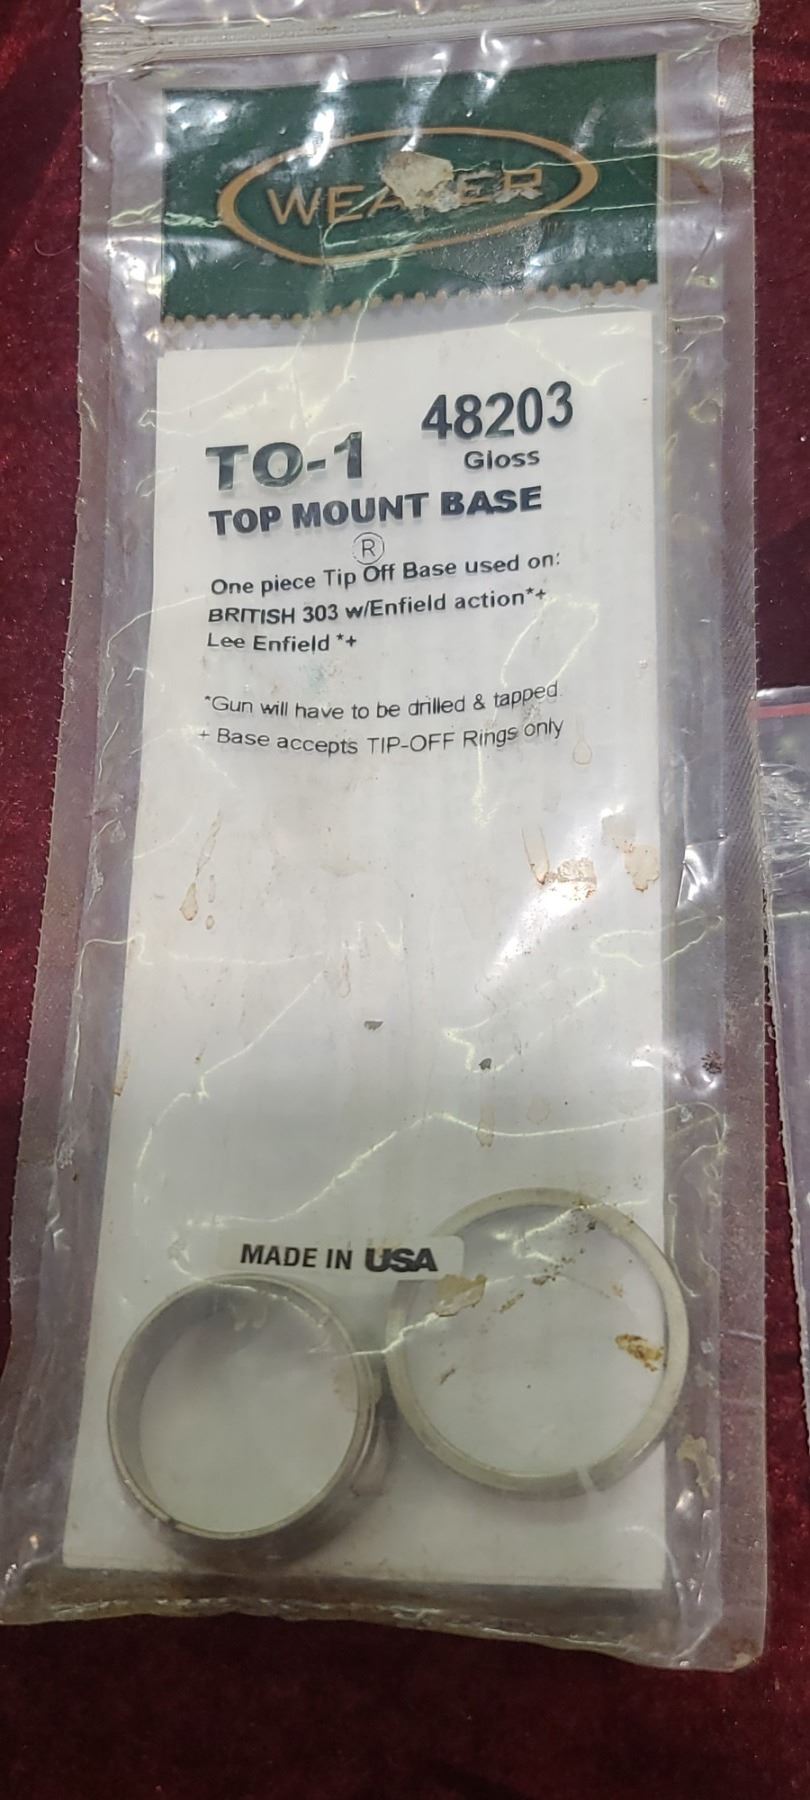 WEAVER
48203
TO-1
Gloss
TOP MOUNT BASE
®
One piece Tip Off Base used on:
BRITISH 303 w/Enfield action*+
Lee Enfield *+
*Gun will have to be drilled & tapped.
+ Base accepts TIP-OFF Rings only
MADE IN USA